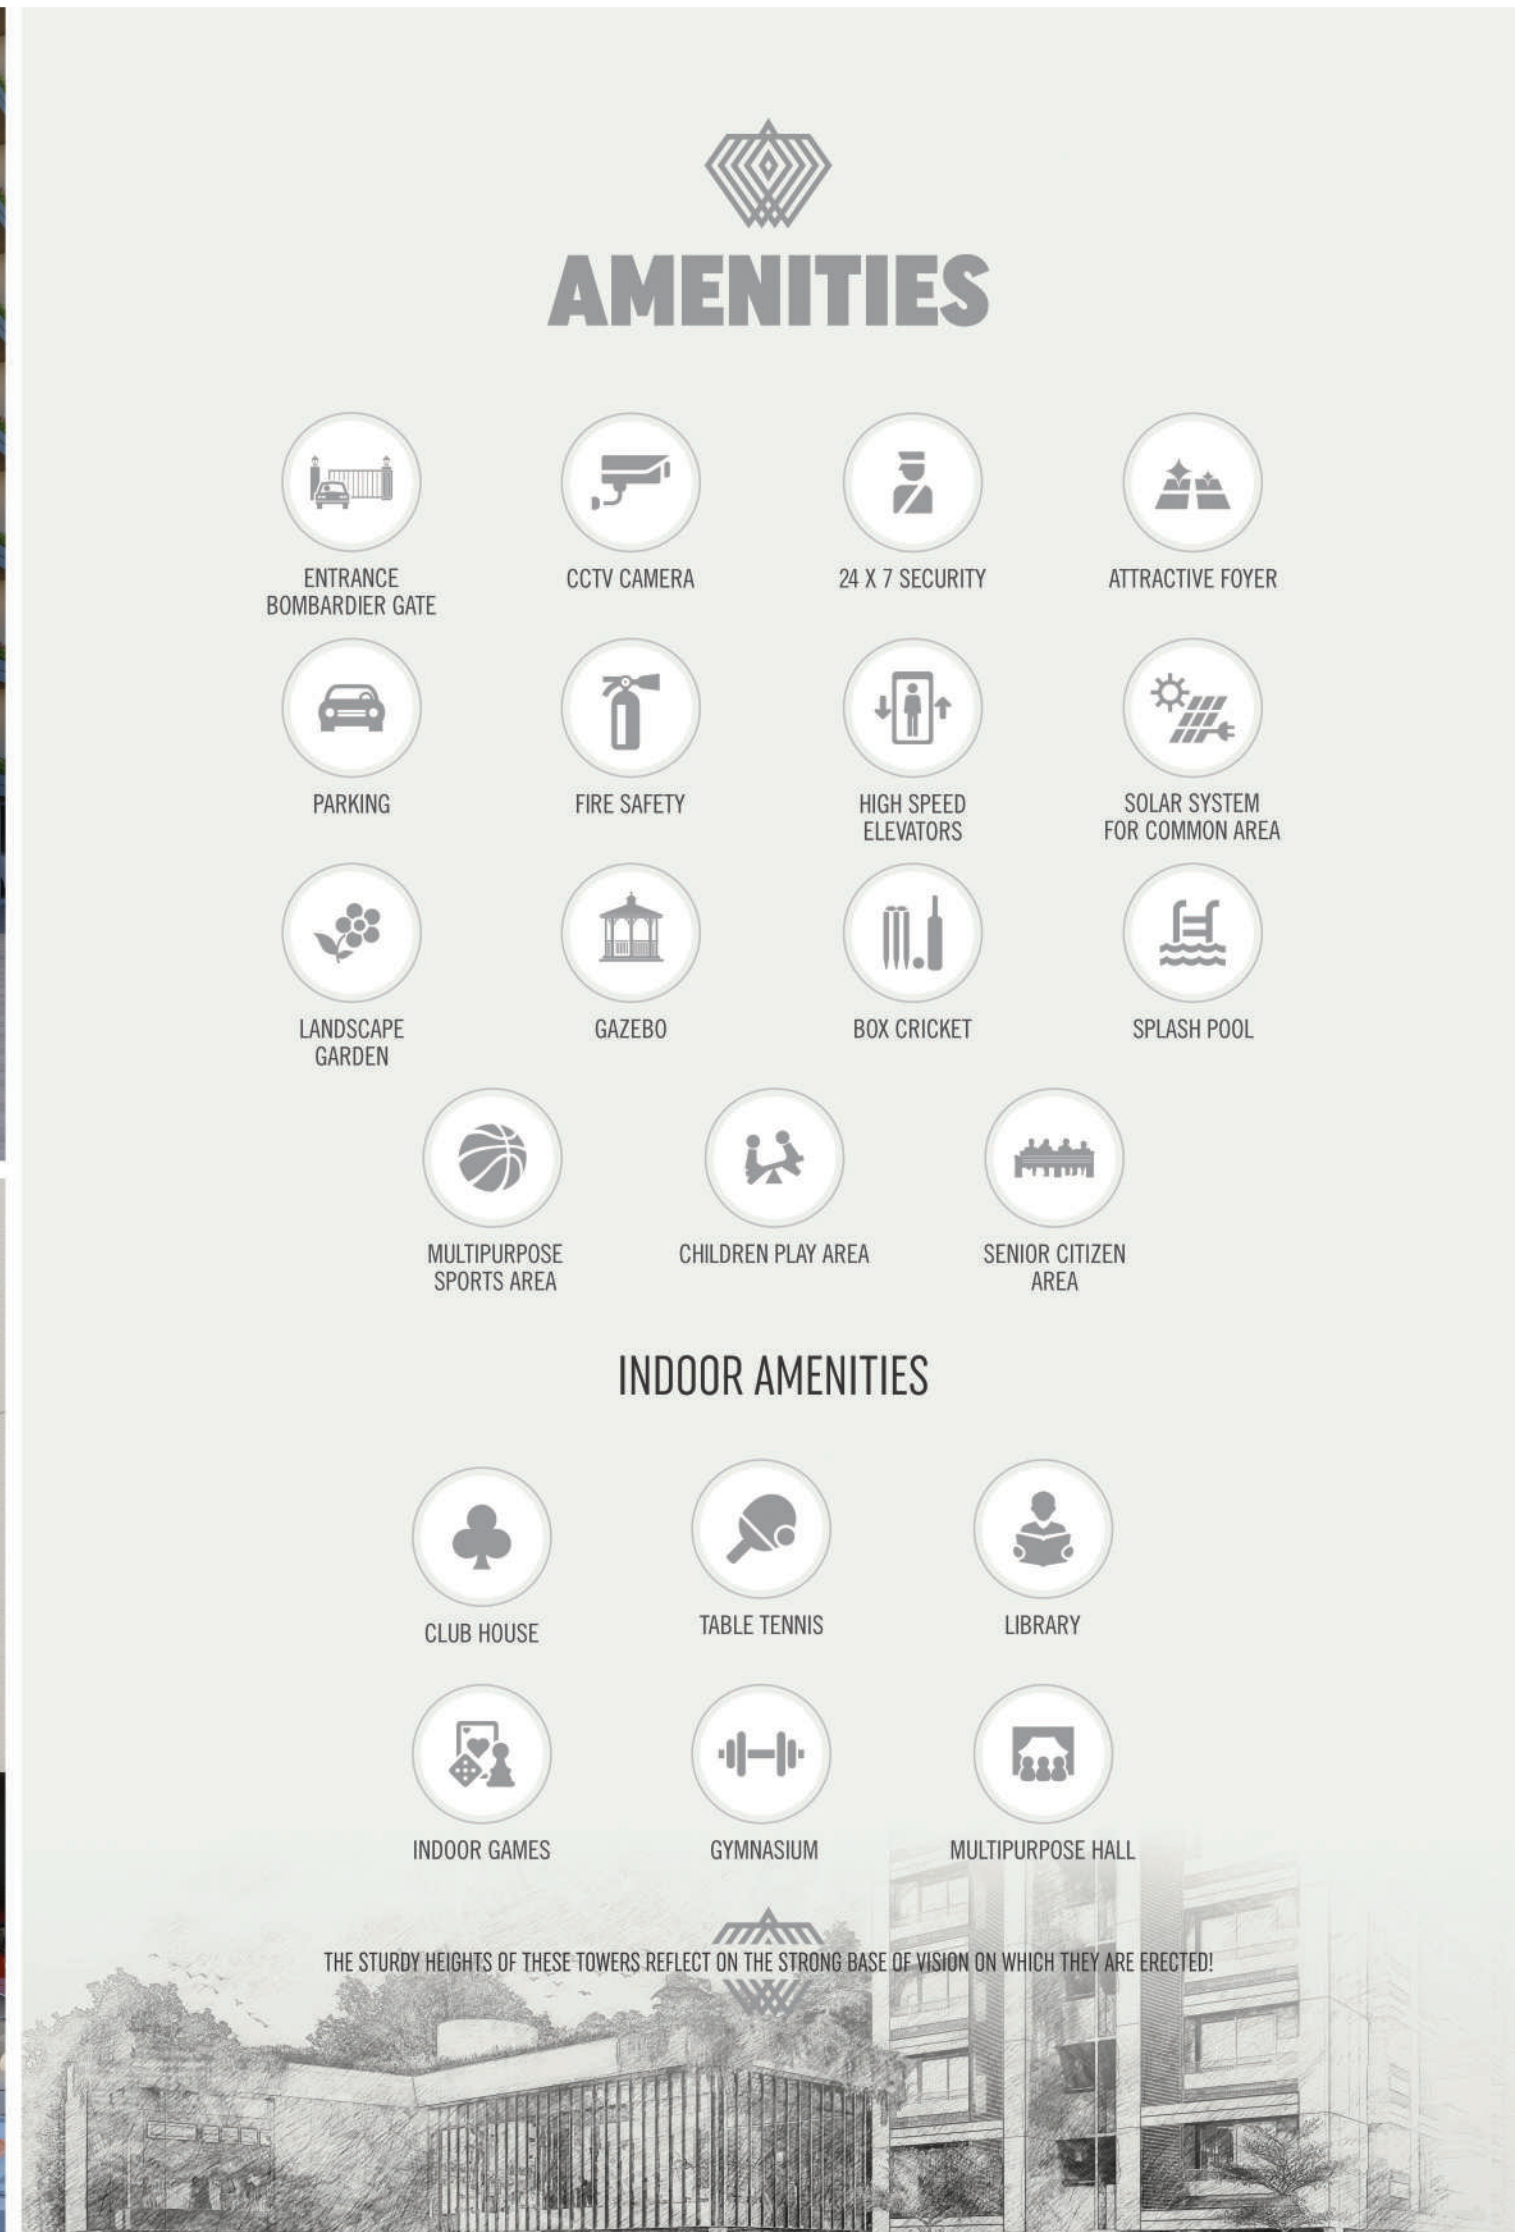 AMENITIES
ENTRANCE
BOMBARDIER GATE
CCTV CAMERA
24 X 7 SECURITY
ATTRACTIVE FOYER
PARKING
FIRE SAFETY
HIGH SPEED
ELEVATORS
SOLAR SYSTEM
FOR COMMON AREA
LANDSCAPE
GARDEN
GAZEBO
BOX CRICKET
SPLASH POOL
MULTIPURPOSE
SPORTS AREA
CHILDREN PLAY AREA
SENIOR CITIZEN
AREA
INDOOR AMENITIES
CLUB HOUSE
TABLE TENNIS
LIBRARY
INDOOR GAMES
GYMNASIUM
MULTIPURPOSE HALL
THE STURDY HEIGHTS OF THESE TOWERS REFLECT ON THE STRONG BASE OF VISION ON WHICH THEY ARE ERECTED!